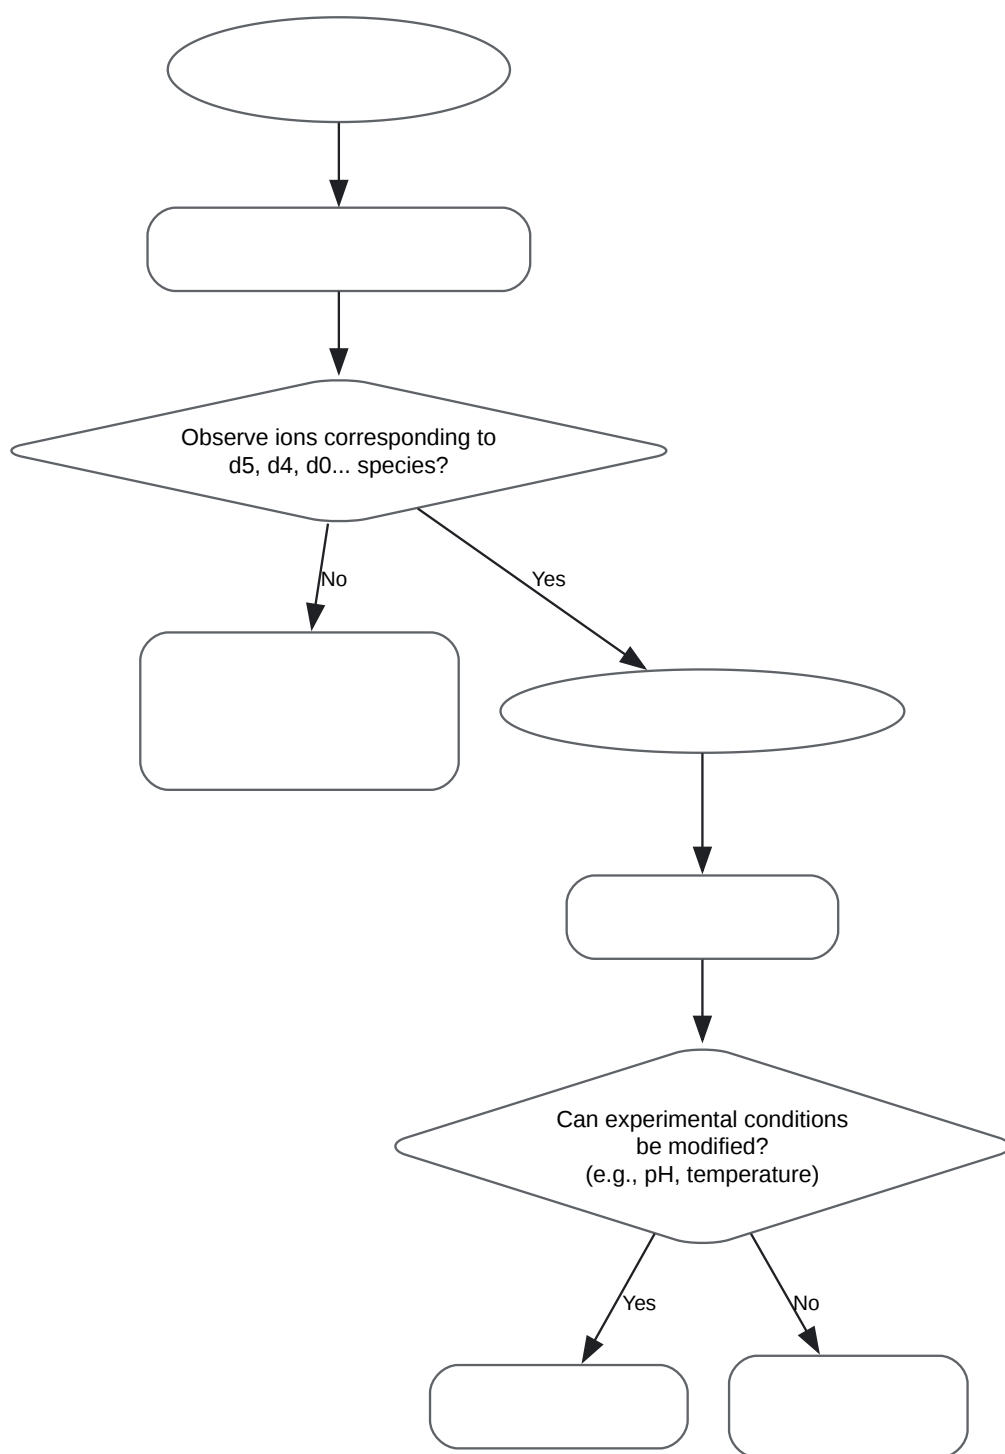 Observe ions corresponding to
d5, d4, d0... species?
No
Yes
Can experimental conditions
be modified?
(e.g., pH, temperature)
Yes
No